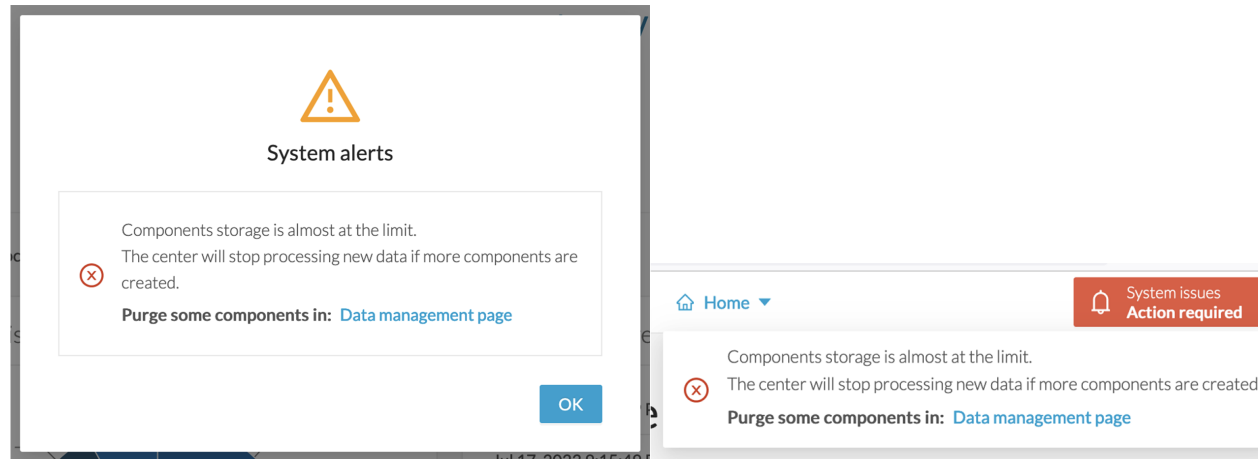 System alerts
Components storage is almost at the limit.
The center will stop processing new data if more components are
created.
Purge some components in: Data management page
OK
Home
System issues
Action required
Components storage is almost at the limit.
The center will stop processing new data if more components are created
Purge some components in: Data management page